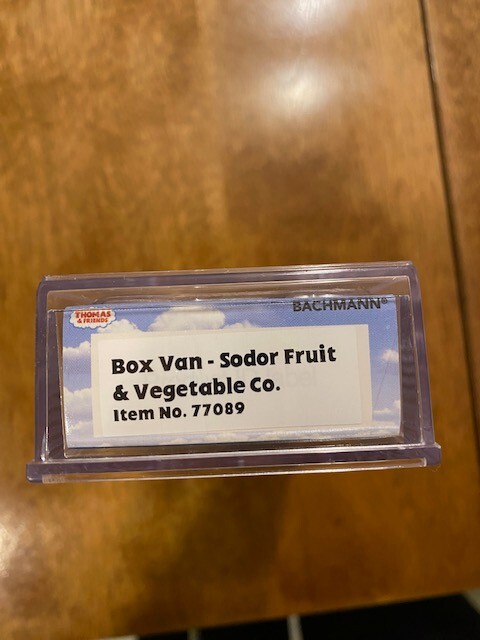 THOMAS
& FRIENDS
BACHMANN®
Box Van - Sodor Fruit
& Vegetable Co.
Item No. 77089